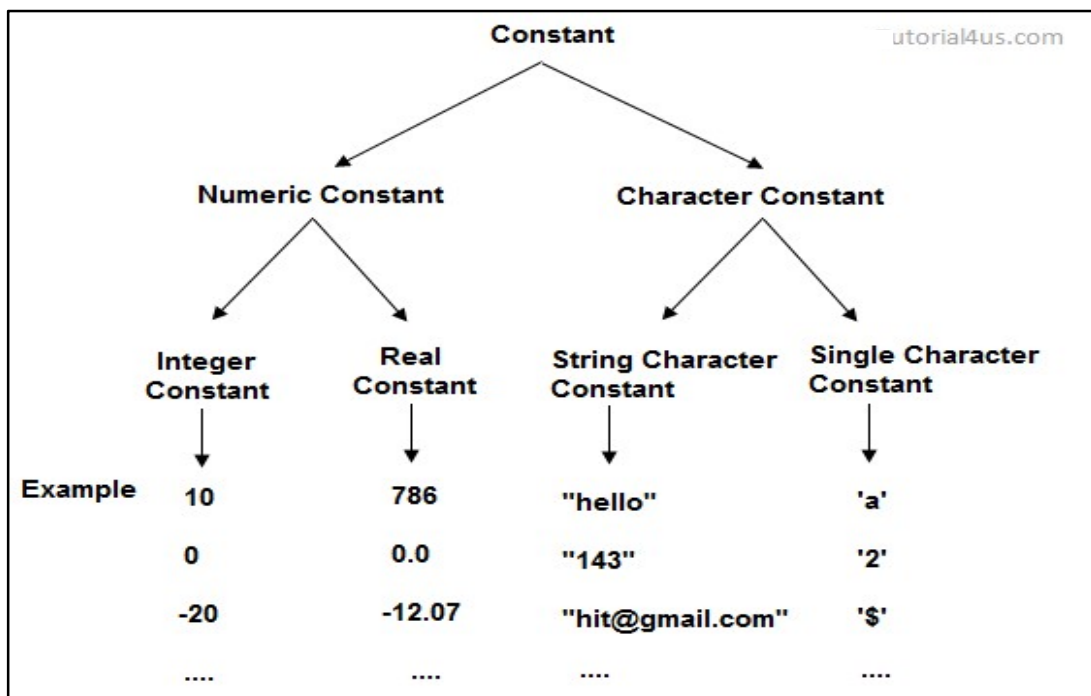 Constant
utorial4us.com
Numeric Constant
Character Constant
Integer
Constant
Real
Constant
String Character
Constant
Single Character
Constant
Example
10
786
"hello"
'a'
0
0.0
"143"
'2'
-20
-12.07
"hit@gmail.com"
'$'
....
....
....
....